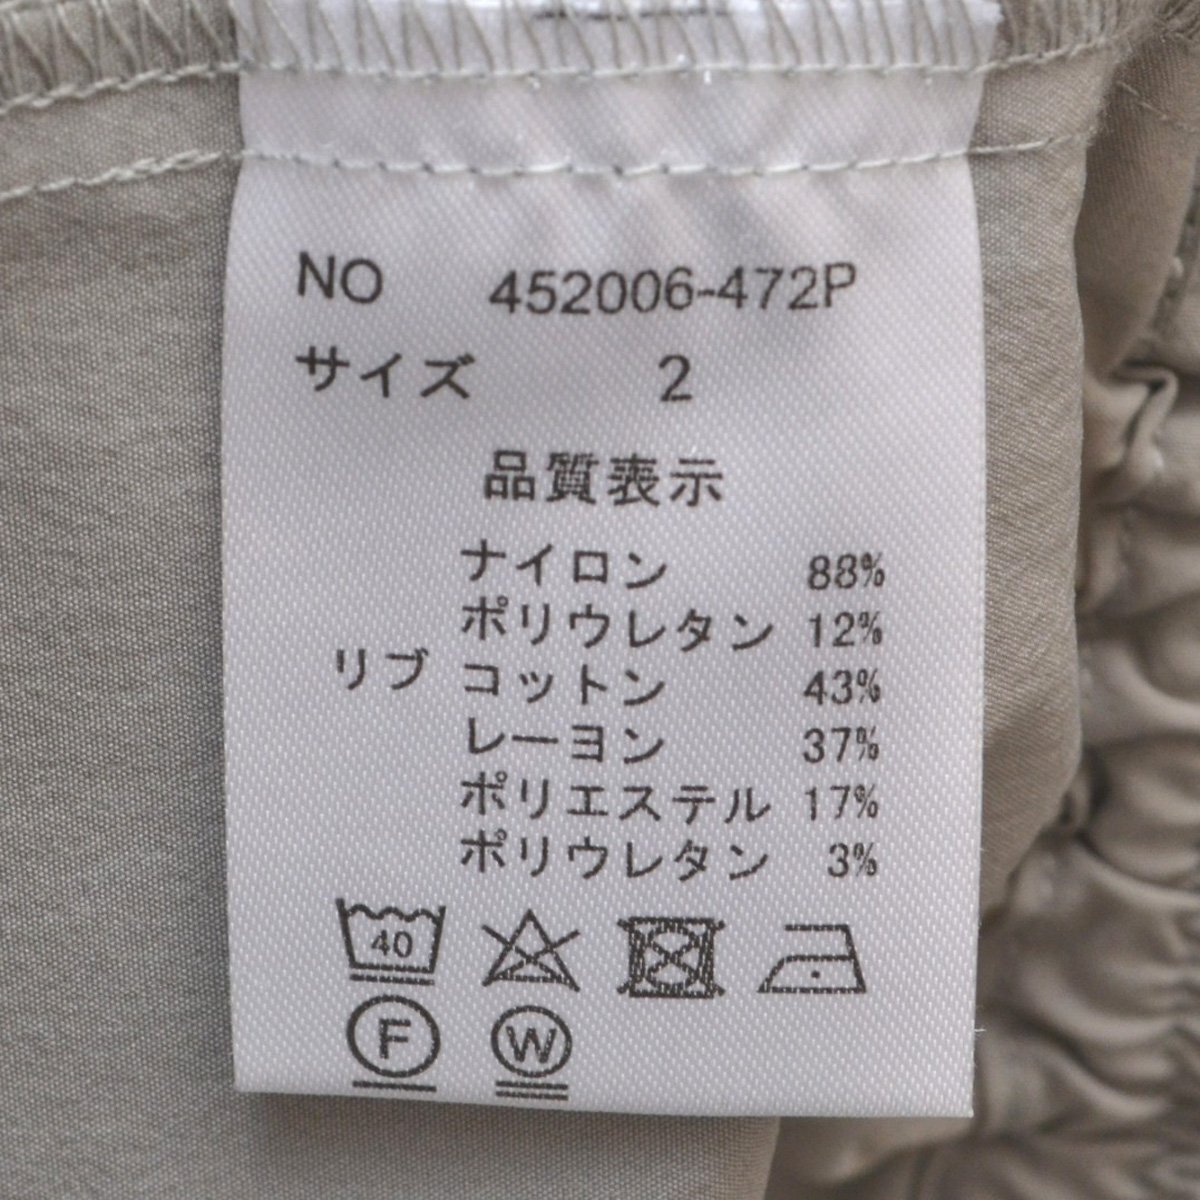 NO 452006-472P
サイズ 2
品質表示
ナイロン 88%
ポリウレタン 12%
リブ コットン 43%
レーヨン 37%
ポリエステル 17%
ポリウレタン 3%
40
F W